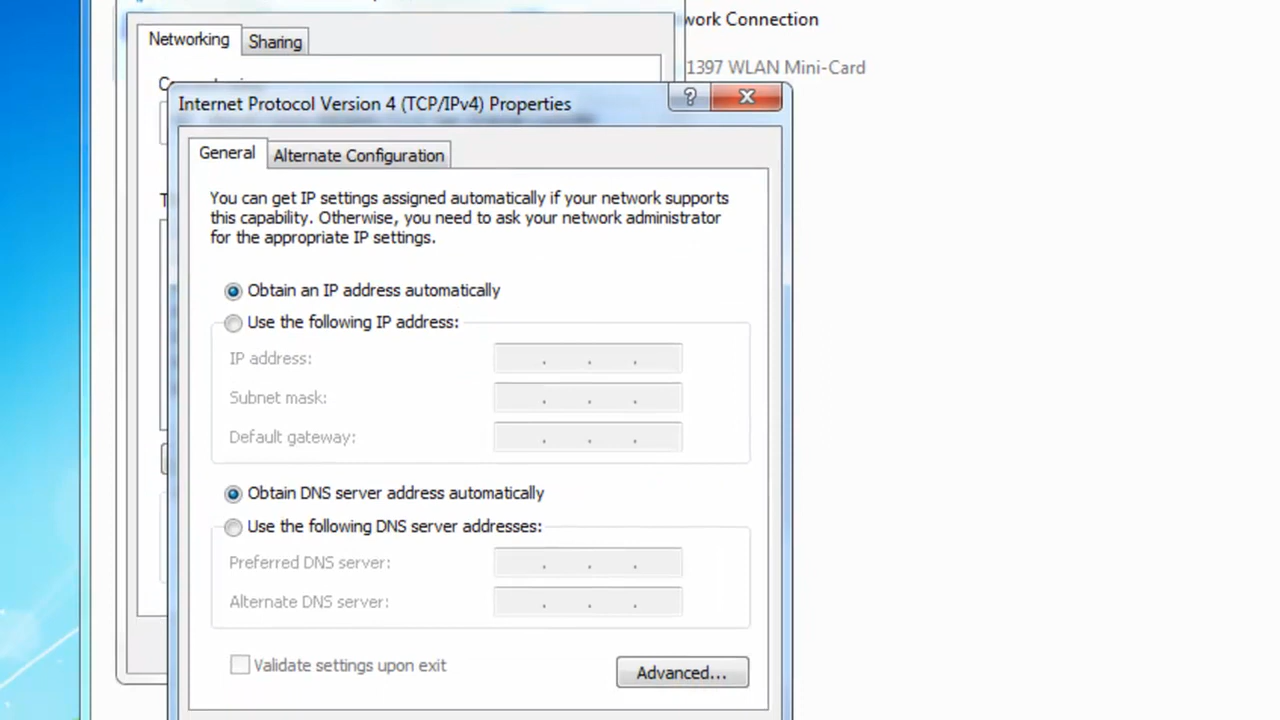 work Connection
Networking
Sharing
1397 WLAN Mini-Card
Internet Protocol Version 4 (TCP/IPv4) Properties
?
General
Alternate Configuration
You can get IP settings assigned automatically if your network supports
this capability. Otherwise, you need to ask your network administrator
for the appropriate IP settings.
Obtain an IP address automatically
Use the following IP address:
IP address:
. . .
Subnet mask:
. . .
Default gateway:
. . .
Obtain DNS server address automatically
Use the following DNS server addresses:
Preferred DNS server:
. . .
Alternate DNS server:
. . .
Validate settings upon exit
Advanced...